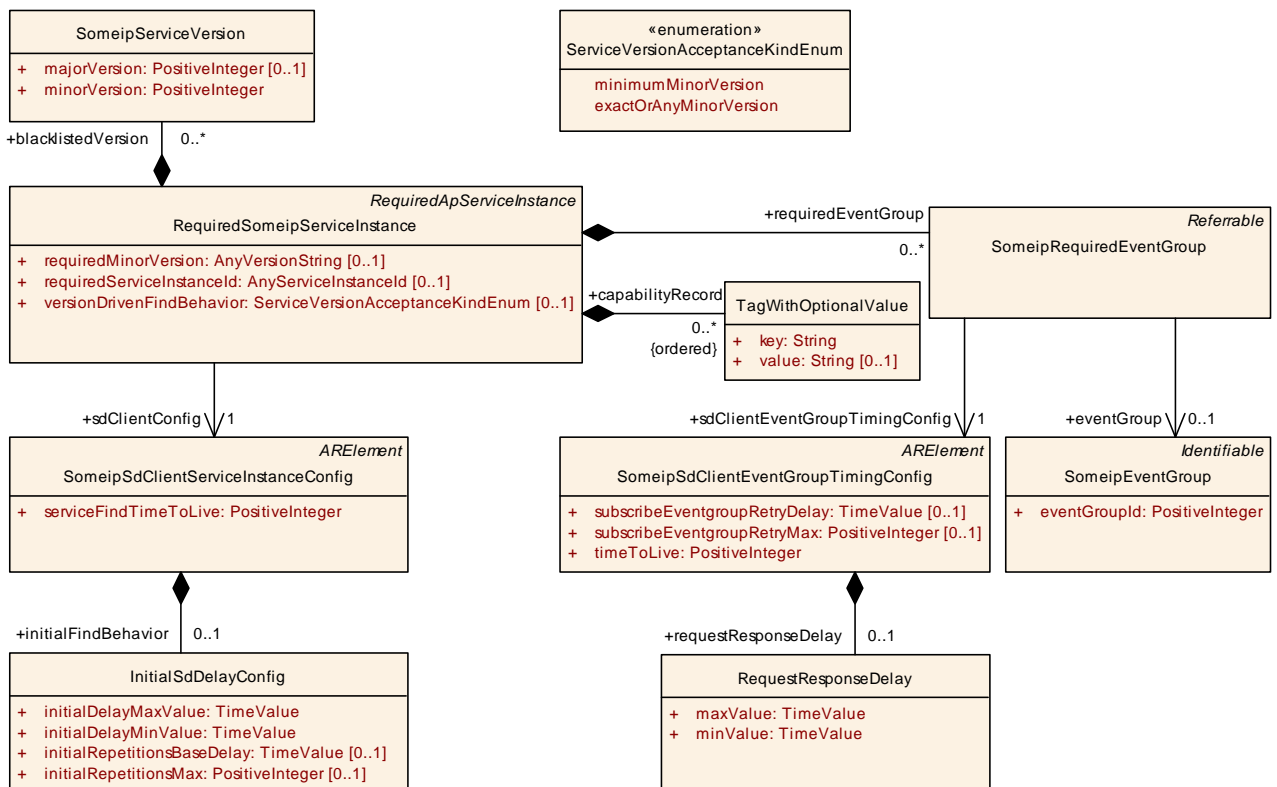 SomeipServiceVersion
+ majorVersion: PositiveInteger [0..1]
+ minorVersion: PositiveInteger
«enumeration»
ServiceVersionAcceptanceKindEnum
minimumMinorVersion
exactOrAnyMinorVersion
+blacklistedVersion 0..*
RequiredApServiceInstance
RequiredSomeipServiceInstance
+ requiredMinorVersion: AnyVersionString [0..1]
+ requiredServiceInstanceId: AnyServiceInstanceId [0..1]
+ versionDrivenFindBehavior: ServiceVersionAcceptanceKindEnum [0..1]
+requiredEventGroup
0..*
Referrable
SomeipRequiredEventGroup
+capabilityRecord
0..*
{ordered}
TagWithOptionalValue
+ key: String
+ value: String [0..1]
+sdClientConfig 1
+sdClientEventGroupTimingConfig 1
+eventGroup 0..1
ARElement
SomeipSdClientServiceInstanceConfig
+ serviceFindTimeToLive: PositiveInteger
ARElement
SomeipSdClientEventGroupTimingConfig
+ subscribeEventgroupRetryDelay: TimeValue [0..1]
+ subscribeEventgroupRetryMax: PositiveInteger [0..1]
+ timeToLive: PositiveInteger
Identifiable
SomeipEventGroup
+ eventGroupId: PositiveInteger
+initialFindBehavior 0..1
+requestResponseDelay 0..1
InitialSdDelayConfig
+ initialDelayMaxValue: TimeValue
+ initialDelayMinValue: TimeValue
+ initialRepetitionsBaseDelay: TimeValue [0..1]
+ initialRepetitionsMax: PositiveInteger [0..1]
RequestResponseDelay
+ maxValue: TimeValue
+ minValue: TimeValue